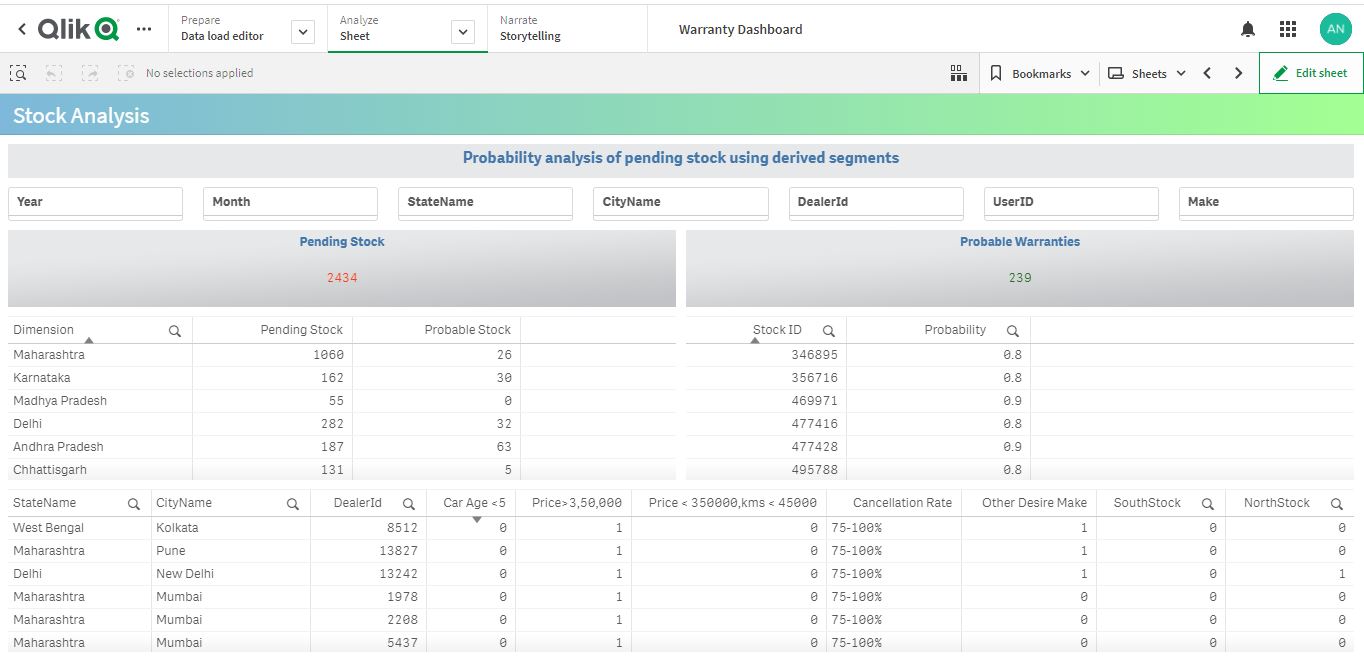 Qlik
Prepare
Data load editor
Analyze
Sheet
Narrate
Storytelling
Warranty Dashboard
AN
No selections applied
Bookmarks
Sheets
Edit sheet
Stock Analysis
Probability analysis of pending stock using derived segments
Year Month StateName CityName DealerId UserID Make
Pending Stock
2434
Probable Warranties
239
Dimension Pending Stock Probable Stock
Maharashtra 1060 26
Karnataka 162 30
Madhya Pradesh 55 0
Delhi 282 32
Andhra Pradesh 187 63
Chhattisgarh 131 5
Stock ID Probability
346895 0.8
356716 0.8
469971 0.9
477416 0.8
477428 0.9
495788 0.8
StateName CityName DealerId Car Age <5 Price>3,50,000 Price < 350000,kms < 45000 Cancellation Rate Other Desire Make SouthStock NorthStock
West Bengal Kolkata 8512 0 1 0 75-100% 1 0 0
Maharashtra Pune 13827 0 1 0 75-100% 1 0 0
Delhi New Delhi 13242 0 1 0 75-100% 1 0 1
Maharashtra Mumbai 1978 0 1 0 75-100% 0 0 0
Maharashtra Mumbai 2208 0 1 0 75-100% 0 0 0
Maharashtra Mumbai 5437 0 1 0 75-100% 0 0 0